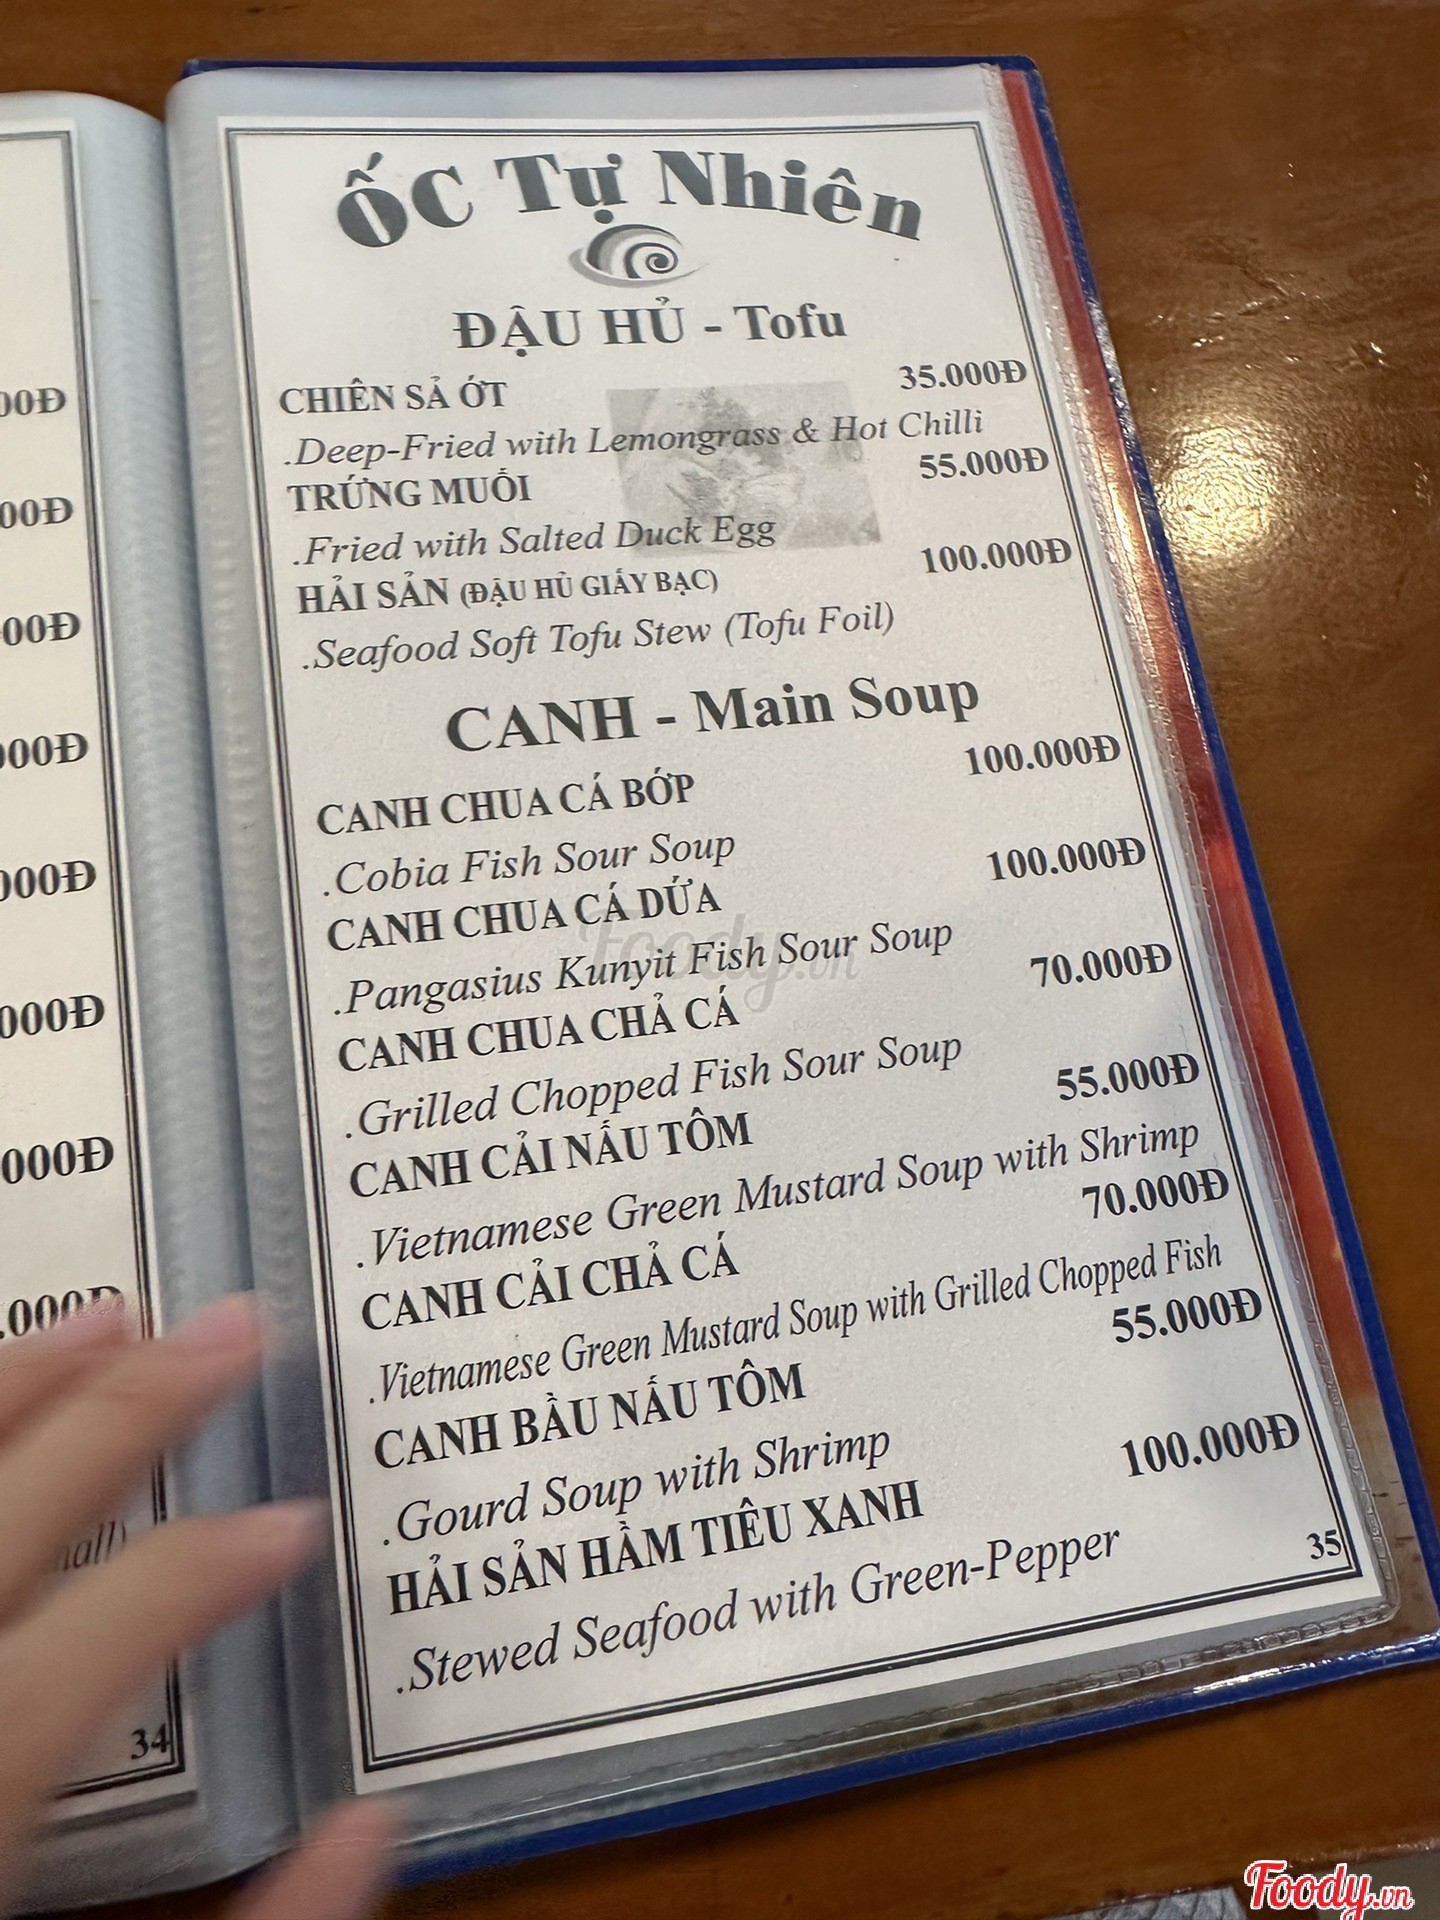 ỐC Tự Nhiên
ĐẬU HỦ - Tofu
CHIÊN SẢ ỚT 35.000Đ
.Deep-Fried with Lemongrass & Hot Chilli
TRỨNG MUỐI 55.000Đ
.Fried with Salted Duck Egg
HẢI SẢN (ĐẬU HỦ GIẤY BẠC) 100.000Đ
.Seafood Soft Tofu Stew (Tofu Foil)
CANH - Main Soup
CANH CHUA CÁ BỚP 100.000Đ
.Cobia Fish Sour Soup
CANH CHUA CÁ DỨA 100.000Đ
.Pangasius Kunyit Fish Sour Soup
CANH CHUA CHẢ CÁ 70.000Đ
.Grilled Chopped Fish Sour Soup
CANH CẢI NẤU TÔM 55.000Đ
.Vietnamese Green Mustard Soup with Shrimp
CANH CẢI CHẢ CÁ 70.000Đ
.Vietnamese Green Mustard Soup with Grilled Chopped Fish
CANH BẦU NẤU TÔM 55.000Đ
.Gourd Soup with Shrimp
HẢI SẢN HẦM TIÊU XANH 100.000Đ
.Stewed Seafood with Green-Pepper
35
34
Foody.vn
Foody.vn